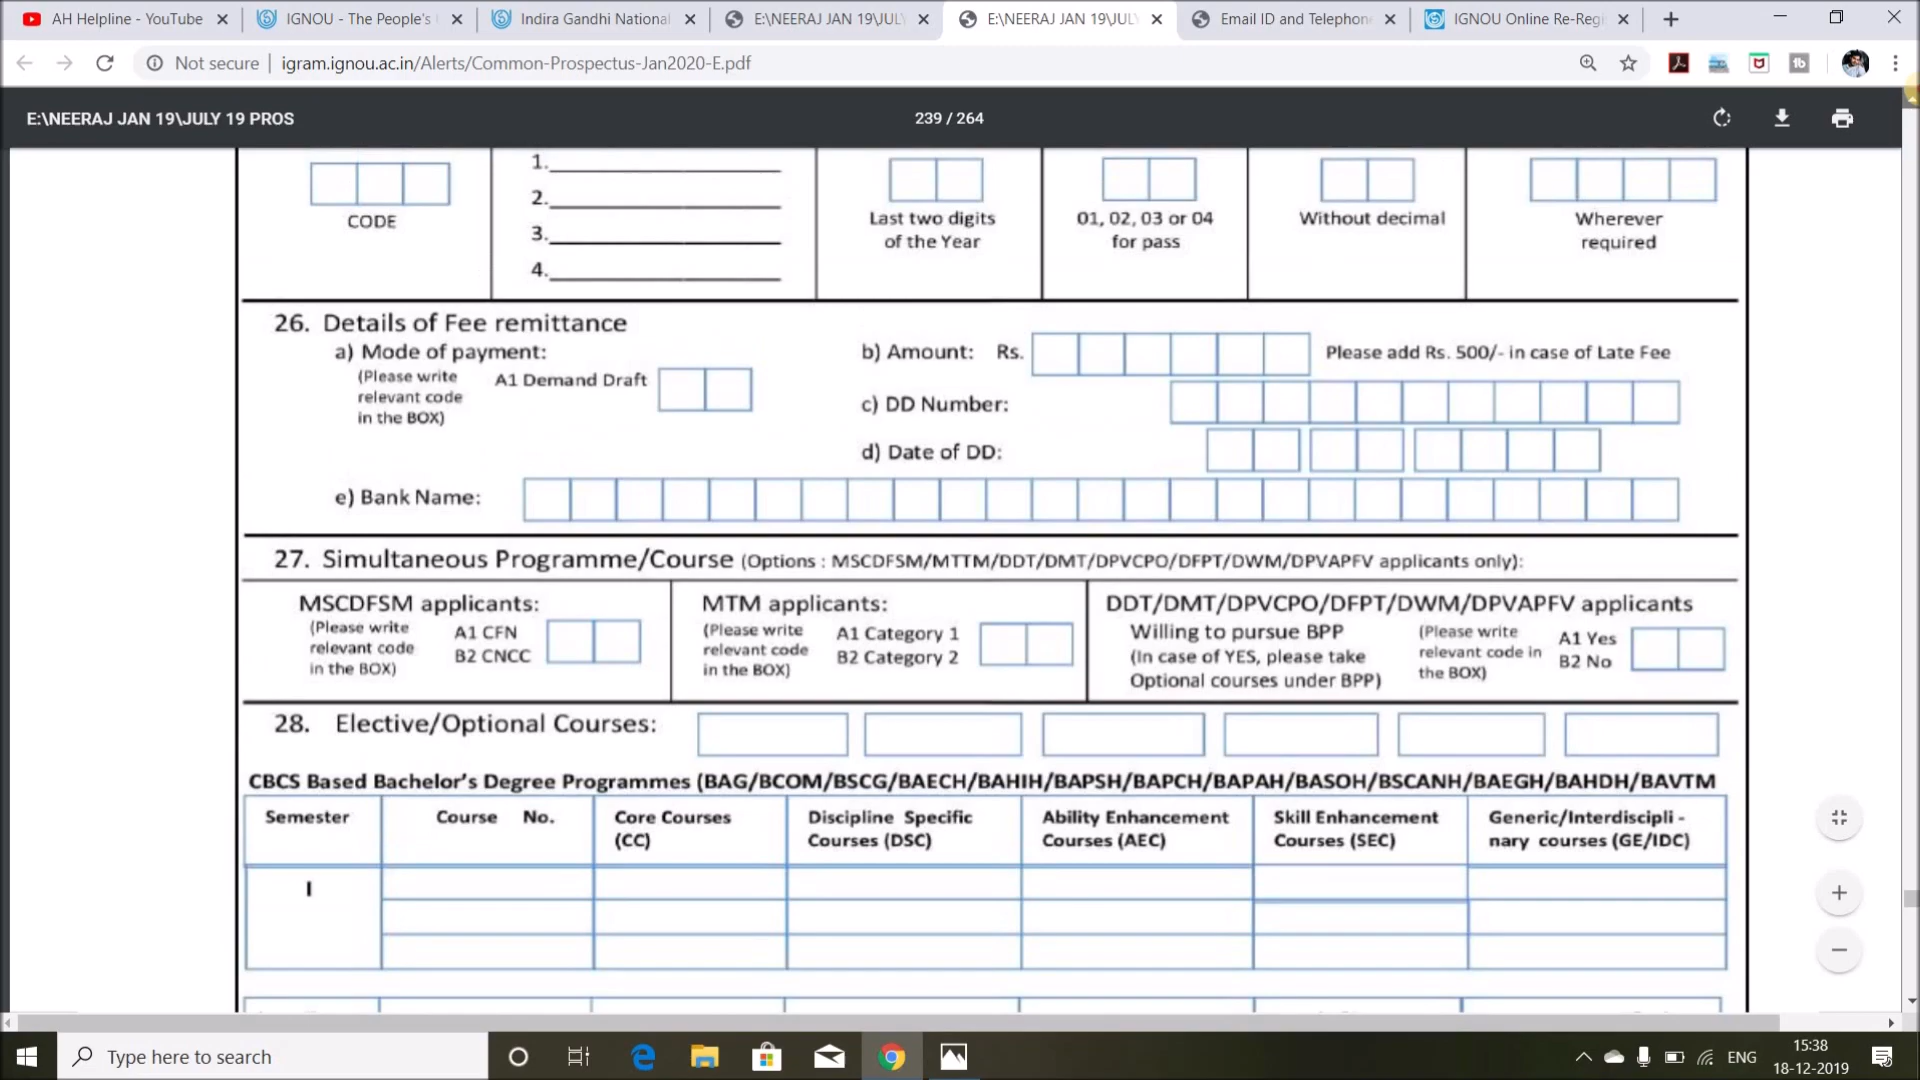 AH Helpline - YouTube
IGNOU - The People's
Indira Gandhi National
E:\NEERAJ JAN 19\JULY
E:\NEERAJ JAN 19\JULY
Email ID and Telephon
IGNOU Online Re-Regi
Not secure | igram.ignou.ac.in/Alerts/Common-Prospectus-Jan2020-E.pdf
E:\NEERAJ JAN 19\JULY 19 PROS
239 / 264
CODE
1.
2.
3.
4.
Last two digits
of the Year
01, 02, 03 or 04
for pass
Without decimal
Wherever
required
26. Details of Fee remittance
a) Mode of payment:
(Please write
relevant code
in the BOX)
A1 Demand Draft
b) Amount: Rs.
Please add Rs. 500/- in case of Late Fee
c) DD Number:
d) Date of DD:
e) Bank Name:
27. Simultaneous Programme/Course (Options : MSCDFSM/MTTM/DDT/DMT/DPVCPO/DFPT/DWM/DPVAPFV applicants only):
MSCDFSM applicants:
(Please write
relevant code
in the BOX)
A1 CFN
B2 CNCC
MTM applicants:
(Please write
relevant code
in the BOX)
A1 Category 1
B2 Category 2
DDT/DMT/DPVCPO/DFPT/DWM/DPVAPFV applicants
Willing to pursue BPP
(In case of YES, please take
Optional courses under BPP)
(Please write
relevant code in
the BOX)
A1 Yes
B2 No
28. Elective/Optional Courses:
CBCS Based Bachelor's Degree Programmes (BAG/BCOM/BSCG/BAECH/BAHIH/BAPSH/BAPCH/BAPAH/BASOH/BSCANH/BAEGH/BAHDH/BAVTM
Semester
Course No.
Core Courses
(CC)
Discipline Specific
Courses (DSC)
Ability Enhancement
Courses (AEC)
Skill Enhancement
Courses (SEC)
Generic/Interdiscipli -
nary courses (GE/IDC)
I
Type here to search
ENG
15:38
18-12-2019